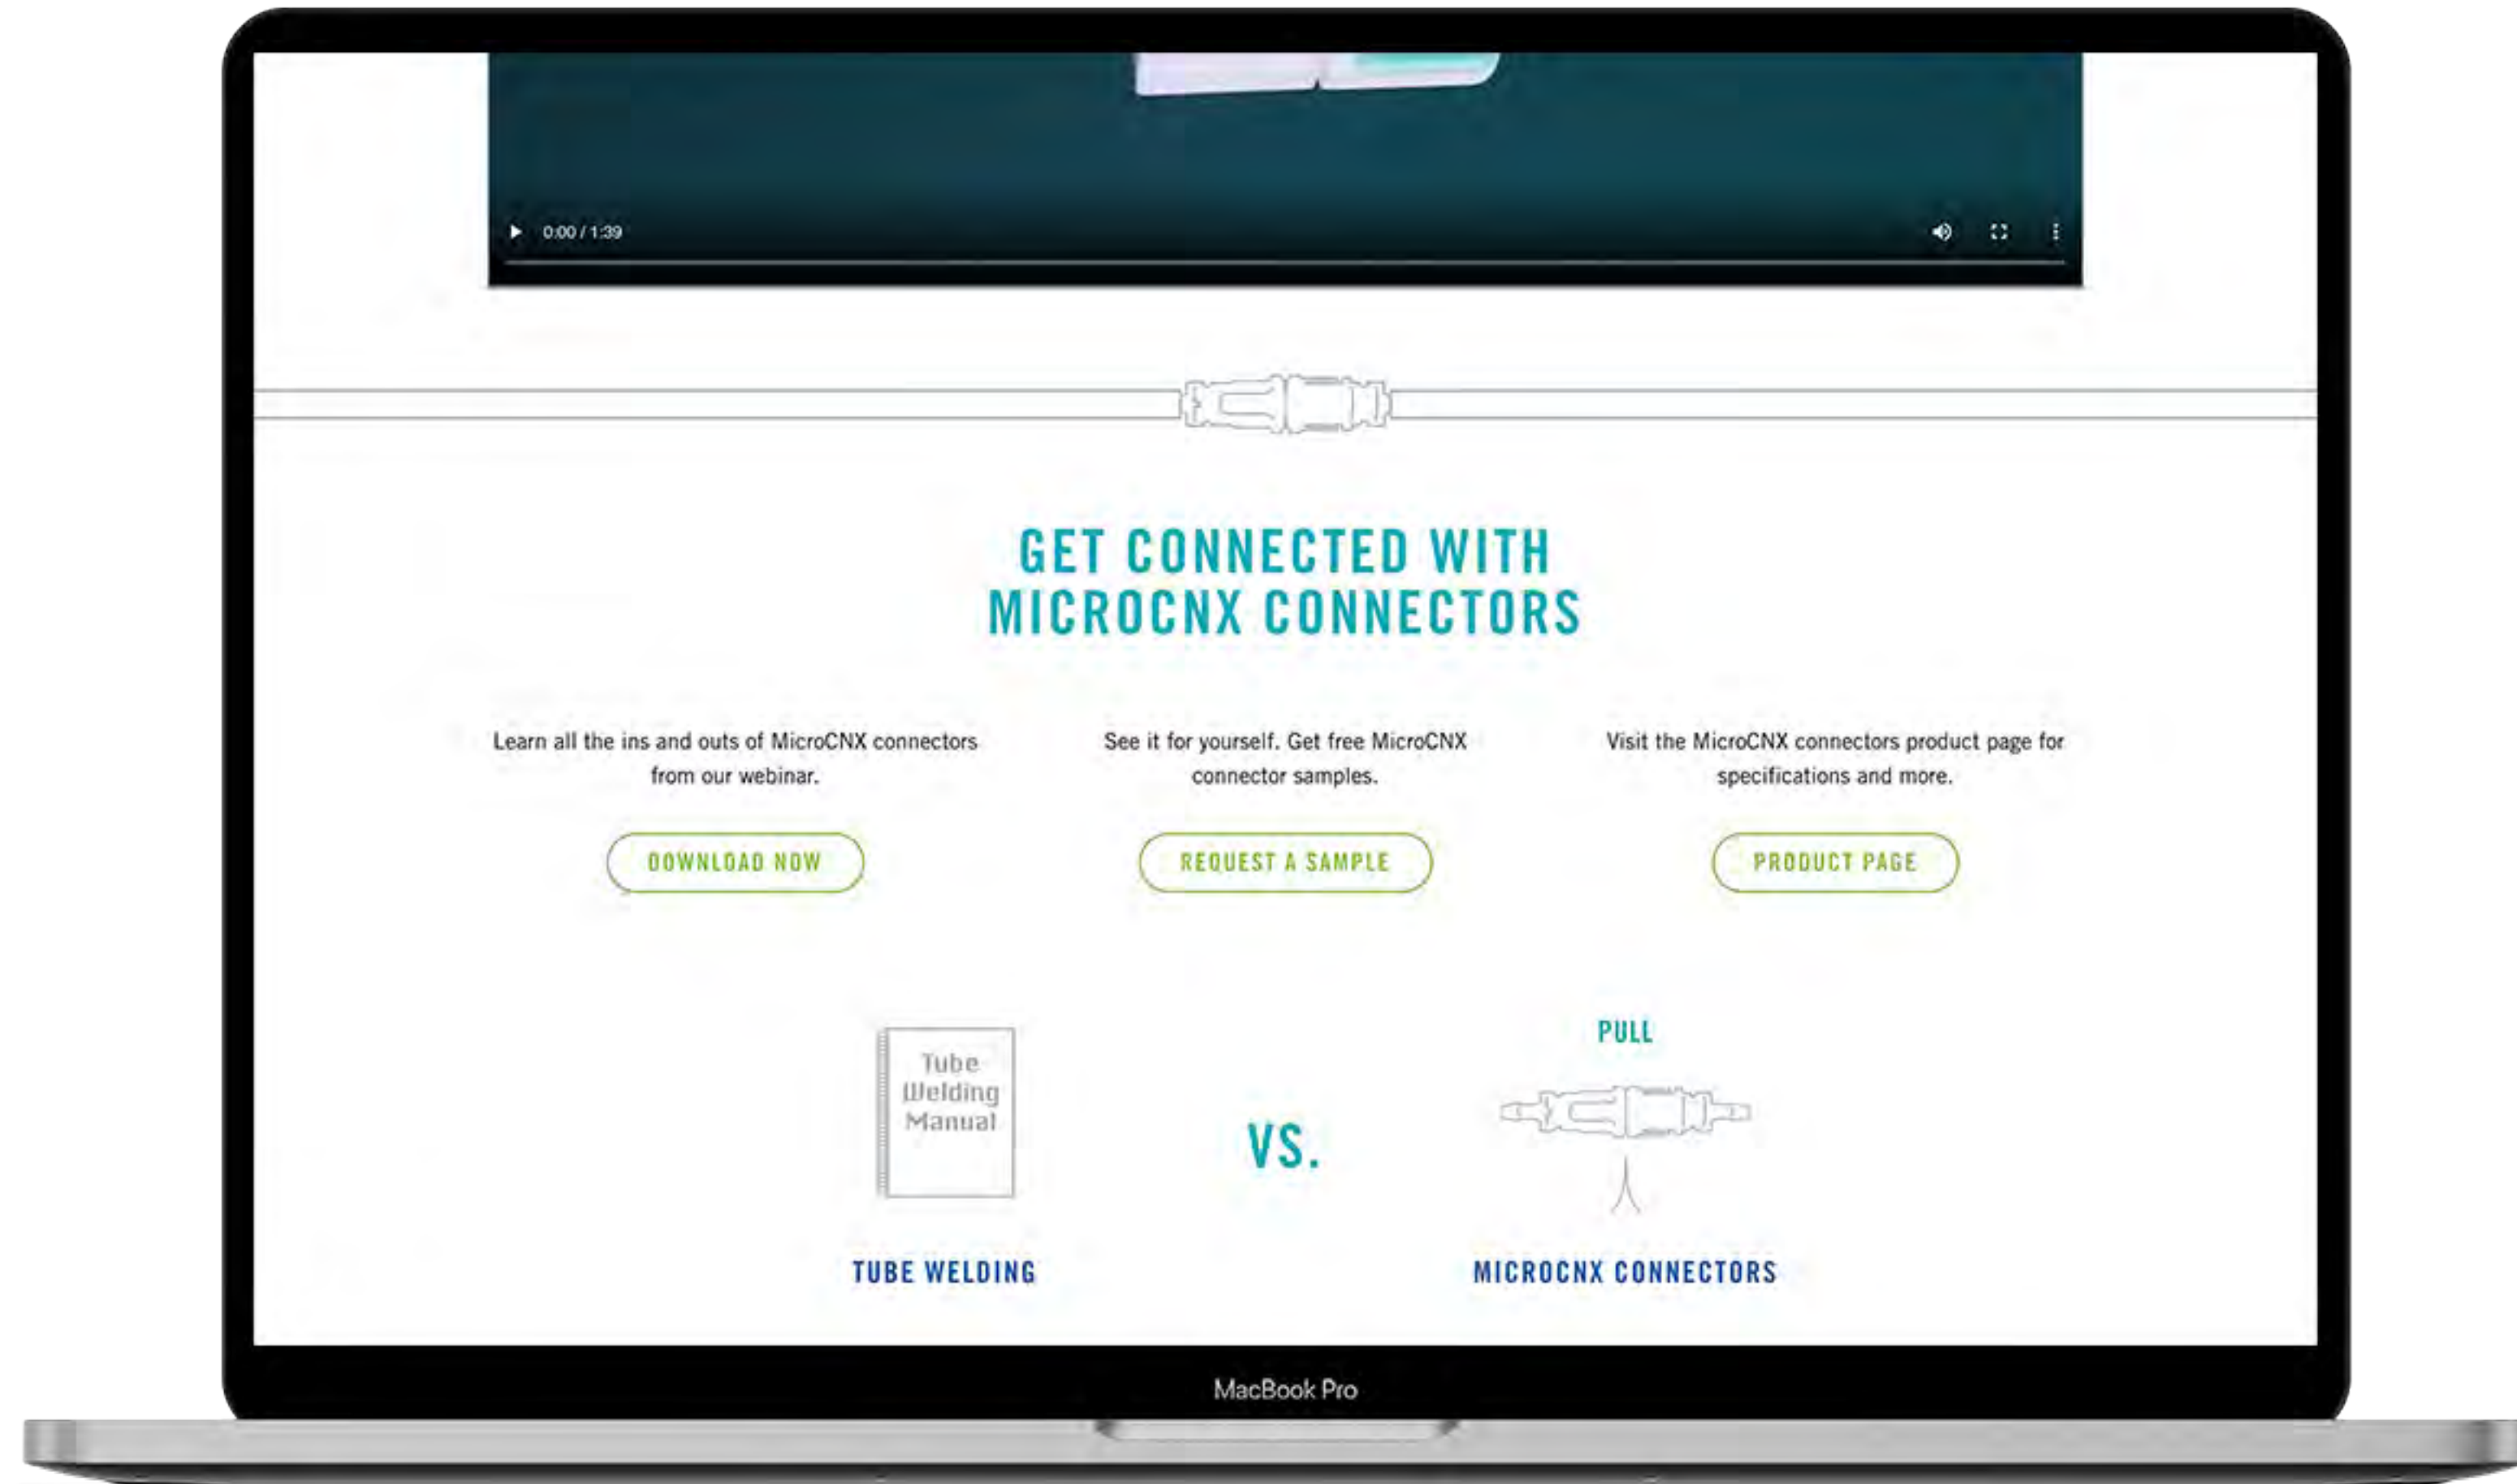 0:00 / 1:39
GET CONNECTED WITH
MICROCNX CONNECTORS
Learn all the ins and outs of MicroCNX connectors
from our webinar.
DOWNLOAD NOW
See it for yourself. Get free MicroCNX
connector samples.
REQUEST A SAMPLE
Visit the MicroCNX connectors product page for
specifications and more.
PRODUCT PAGE
Tube
Welding
Manual
TUBE WELDING
VS.
PULL
MICROCNX CONNECTORS
MacBook Pro